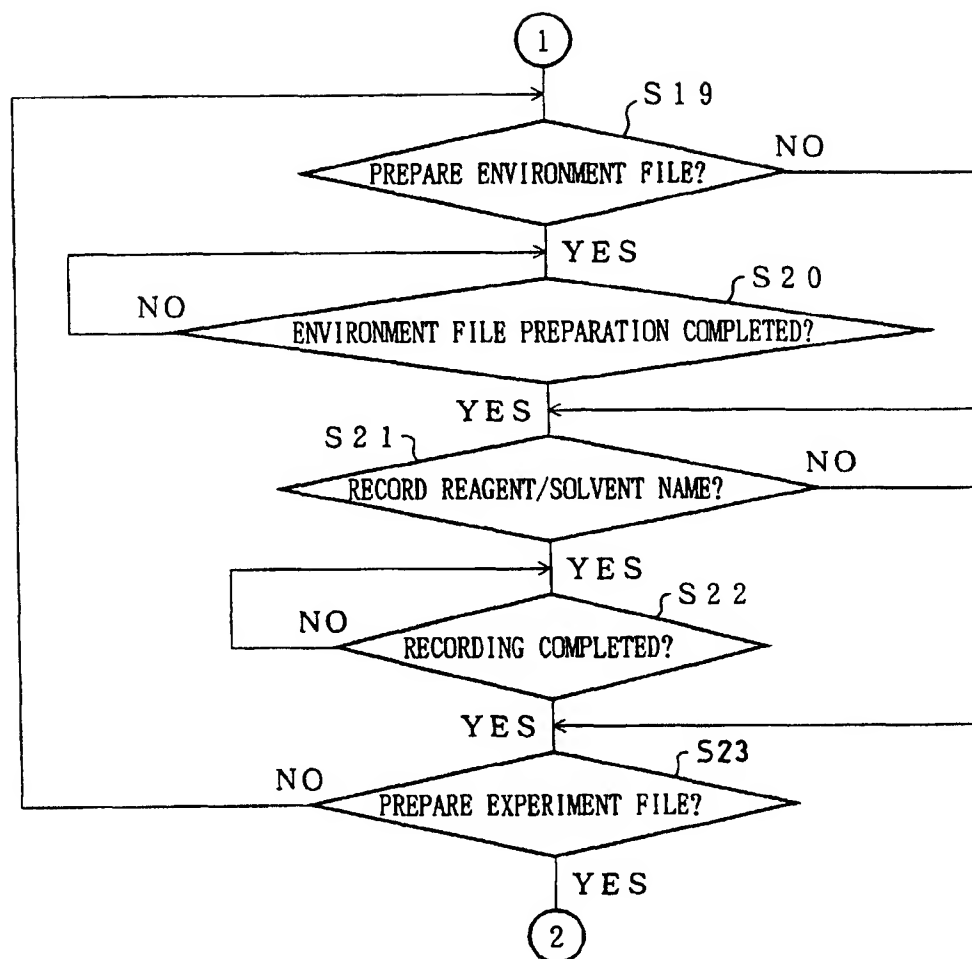 1
S19
PREPARE ENVIRONMENT FILE?
NO
YES
S20
NO
ENVIRONMENT FILE PREPARATION COMPLETED?
YES
S21
RECORD REAGENT/SOLVENT NAME?
NO
YES
S22
NO
RECORDING COMPLETED?
YES
S23
NO
PREPARE EXPERIMENT FILE?
YES
2